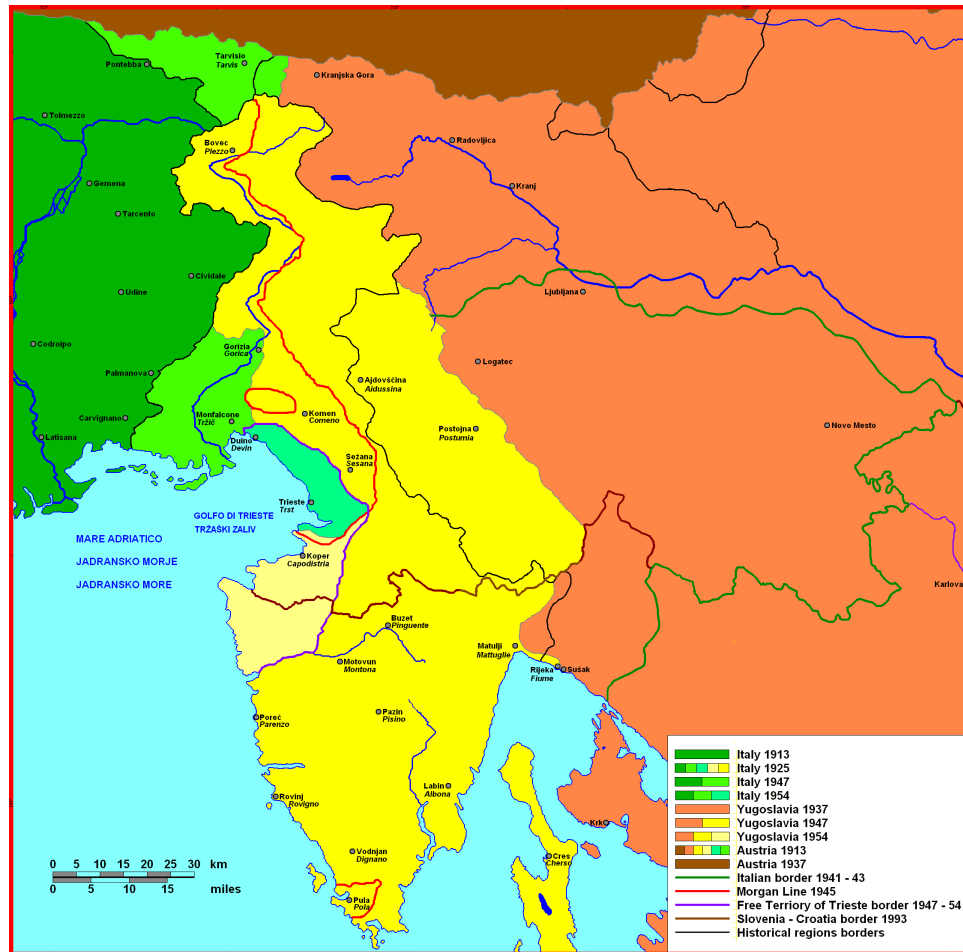 Pontebba
Tarvisio
Tarvis
Kranjska Gora
Tolmezzo
Radovljica
Bovec
Plezzo
Gemena
Kranj
Tarcento
Cividale
Udine
Ljubljana
Codroipo
Gorizia
Gorica
Logatec
Palmanova
Ajdovščina
Aidussina
Carvignano
Monfalcone
Tržič
Komen
Comeno
Latisana
Duino
Devin
Postojna
Postumia
Novo Mesto
Sežana
Sesana
Trieste
Trst
GOLFO DI TRIESTE
TRŽAŠKI ZALIV
MARE ADRIATICO
JADRANSKO MORJE
JADRANSKO MORE
Koper
Capodistria
Karlova
Buzet
Pinguente
Matulji
Mattuglie
Motovun
Montona
Rijeka
Fiume
Sušak
Poreč
Parenzo
Pazin
Pisino
Labin
Albona
Rovinj
Rovigno
Krk
Vodnjan
Dignano
Cres
Cherso
Pula
Pola
0 5 10 15 20 25 30 km
0 5 10 15 miles
Italy 1913
Italy 1925
Italy 1947
Italy 1954
Yugoslavia 1937
Yugoslavia 1947
Yugoslavia 1954
Austria 1913
Austria 1937
Italian border 1941 - 43
Morgan Line 1945
Free Terriory of Trieste border 1947 - 54
Slovenia - Croatia border 1993
Historical regions borders